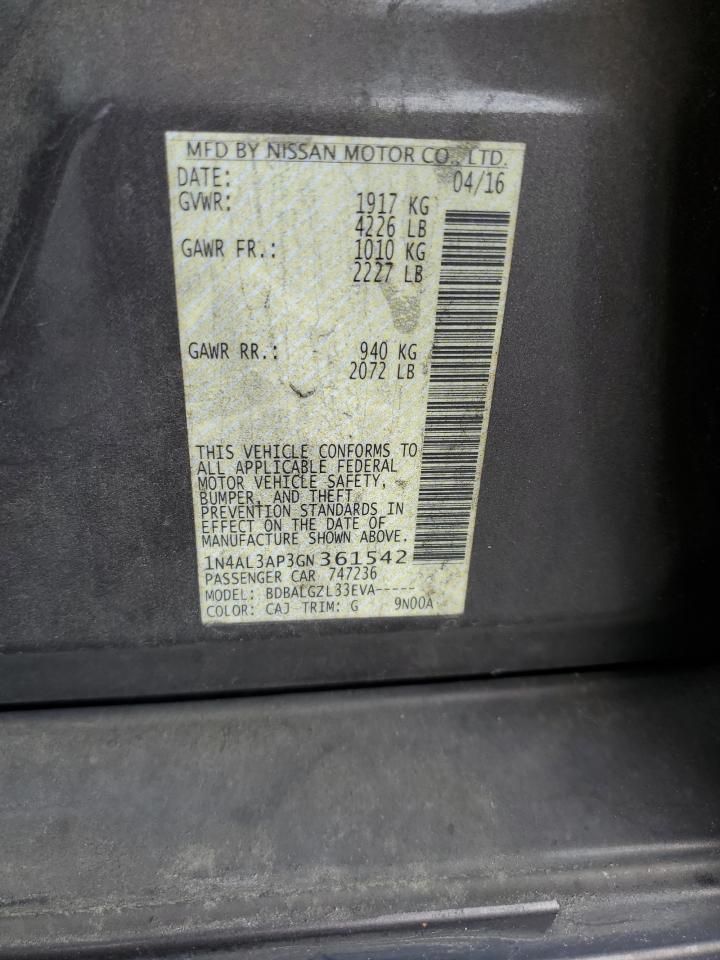 MFD BY NISSAN MOTOR CO., LTD.
DATE: 04/16
GVWR: 1917 KG
4226 LB
GAWR FR.: 1010 KG
2227 LB
GAWR RR.: 940 KG
2072 LB
THIS VEHICLE CONFORMS TO
ALL APPLICABLE FEDERAL
MOTOR VEHICLE SAFETY,
BUMPER, AND THEFT
PREVENTION STANDARDS IN
EFFECT ON THE DATE OF
MANUFACTURE SHOWN ABOVE.
1N4AL3AP3GN361542
PASSENGER CAR 747236
MODEL: BDBALGZL33EVA-----
COLOR: CAJ TRIM: G 9N00A